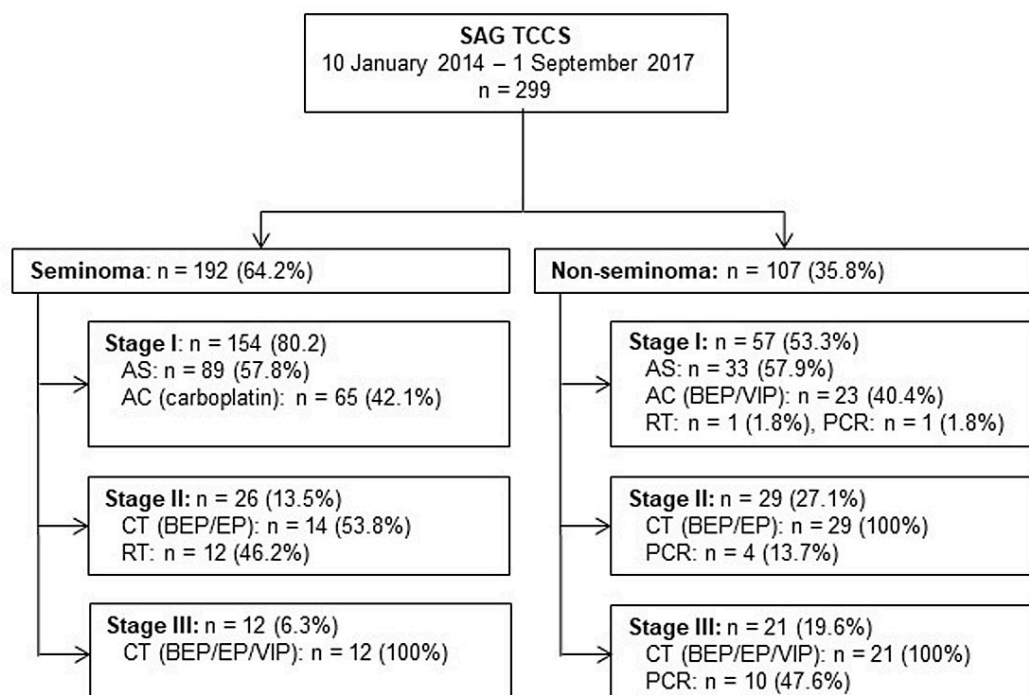 SAG TCCS
10 January 2014 – 1 September 2017
n = 299
Seminoma: n = 192 (64.2%)
Stage I: n = 154 (80.2)
AS: n = 89 (57.8%)
AC (carboplatin): n = 65 (42.1%)
Stage II: n = 26 (13.5%)
CT (BEP/EP): n = 14 (53.8%)
RT: n = 12 (46.2%)
Stage III: n = 12 (6.3%)
CT (BEP/EP/VIP): n = 12 (100%)
Non-seminoma: n = 107 (35.8%)
Stage I: n = 57 (53.3%)
AS: n = 33 (57.9%)
AC (BEP/VIP): n = 23 (40.4%)
RT: n = 1 (1.8%), PCR: n = 1 (1.8%)
Stage II: n = 29 (27.1%)
CT (BEP/EP): n = 29 (100%)
PCR: n = 4 (13.7%)
Stage III: n = 21 (19.6%)
CT (BEP/EP/VIP): n = 21 (100%)
PCR: n = 10 (47.6%)